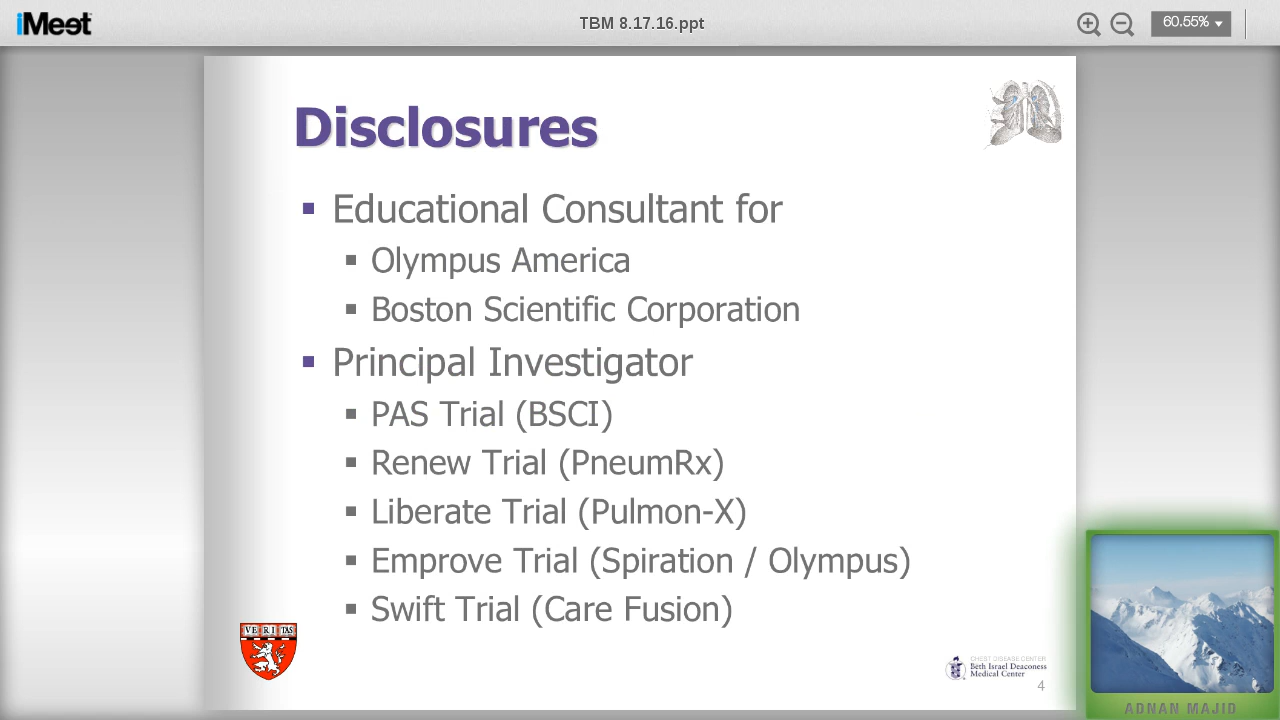 iMeet
TBM 8.17.16.ppt
60.55%
Disclosures
Educational Consultant for
Olympus America
Boston Scientific Corporation
Principal Investigator
PAS Trial (BSCI)
Renew Trial (PneumRx)
Liberate Trial (Pulmon-X)
Emprove Trial (Spiration / Olympus)
Swift Trial (Care Fusion)
VE RI TAS
CHEST DISEASE CENTER
Beth Israel Deaconess
Medical Center
4
ADNAN MAJID